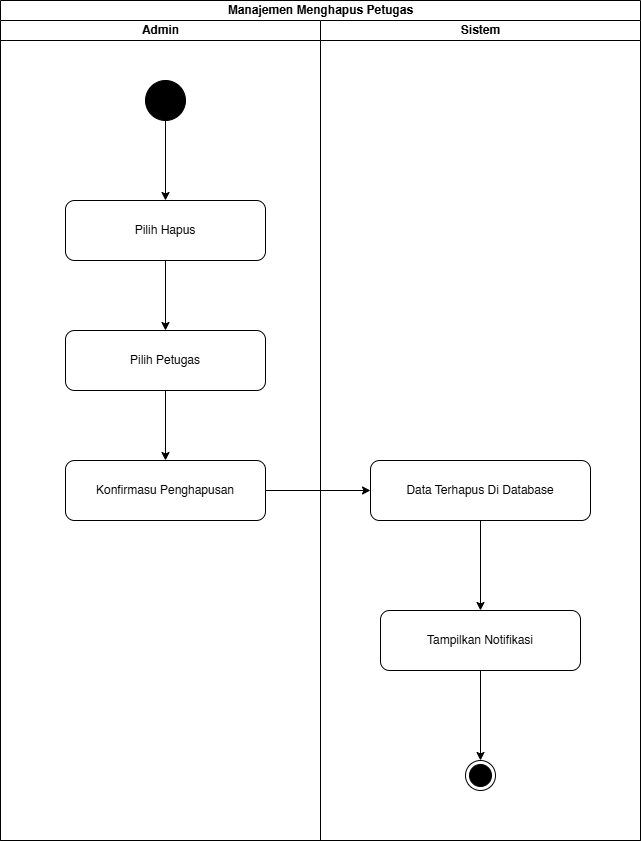 Manajemen Menghapus Petugas
Admin
Sistem
Pilih Hapus
Pilih Petugas
Konfirmasu Penghapusan
Data Terhapus Di Database
Tampilkan Notifikasi